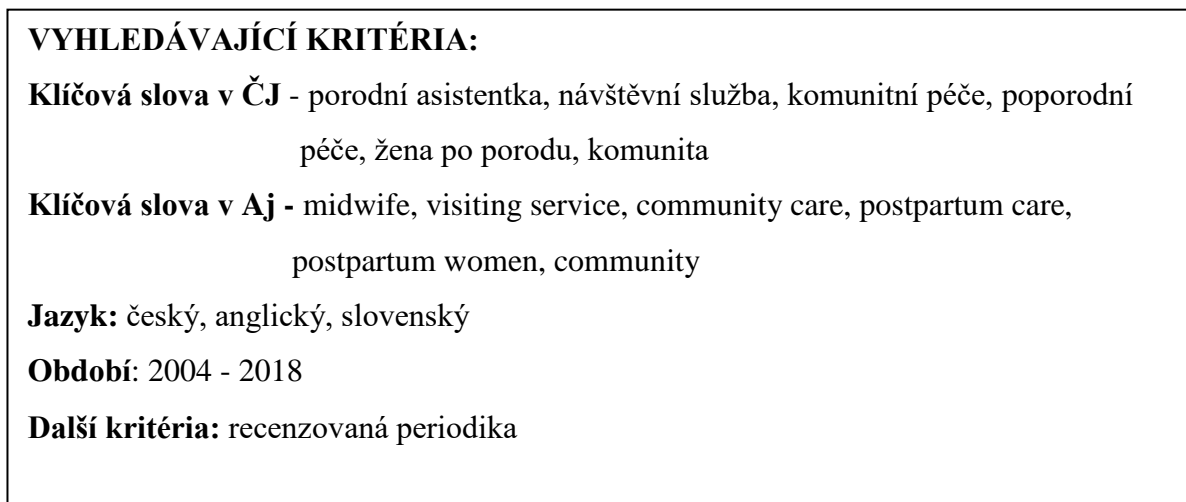 VYHLEDÁVAJÍCÍ KRITÉRIA:
Klíčová slova v ČJ - porodní asistentka, návštěvní služba, komunitní péče, poporodní
péče, žena po porodu, komunita
Klíčová slova v Aj - midwife, visiting service, community care, postpartum care,
postpartum women, community
Jazyk: český, anglický, slovenský
Období: 2004 - 2018
Další kritéria: recenzovaná periodika